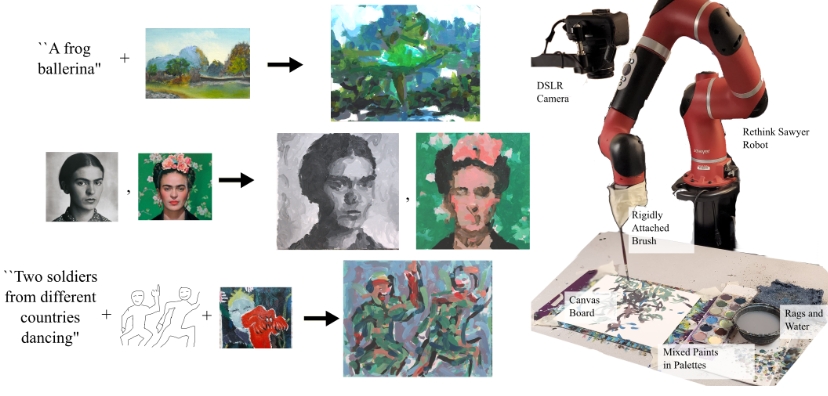 ``A frog
ballerina"
+
,
``Two soldiers
from different
countries
dancing"
+
+
,
DSLR
Camera
Rethink Sawyer
Robot
Rigidly
Attached
Brush
Canvas
Board
Rags and
Water
Mixed Paints
in Palettes